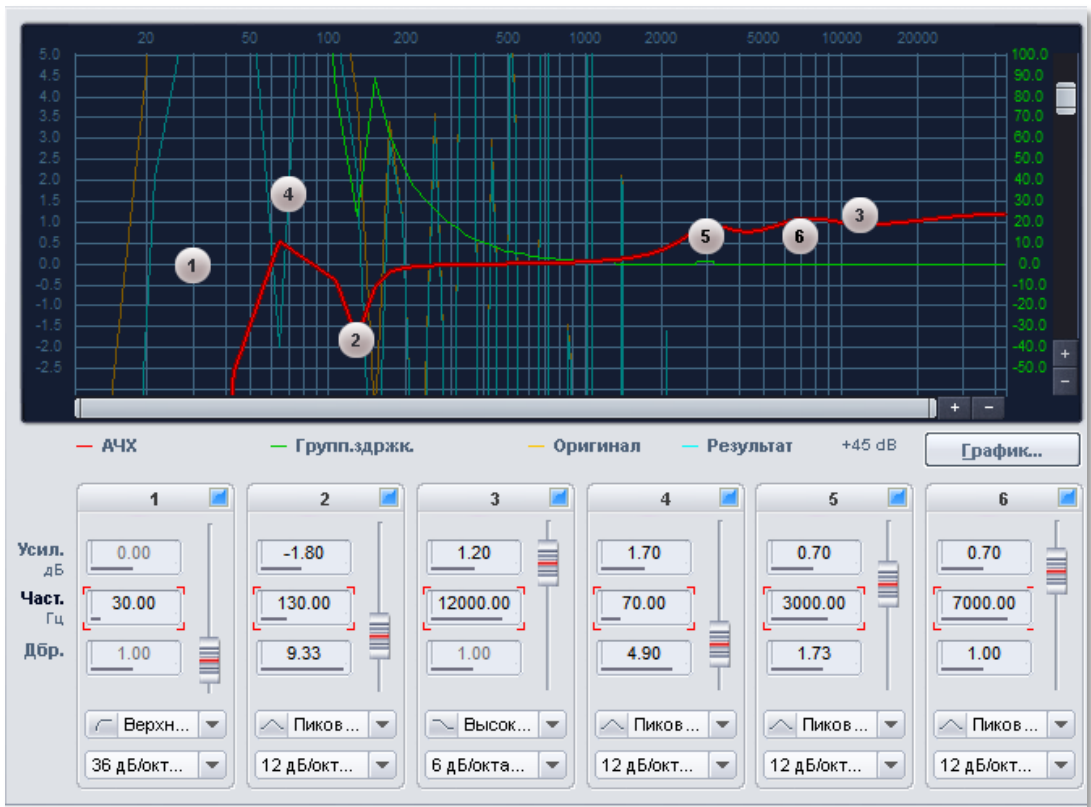 20 50 100 200 500 1000 2000 5000 10000 20000
5.0 100.0
4.5 90.0
4.0 80.0
3.5 70.0
3.0 60.0
2.5 50.0
2.0 40.0
1.5 30.0
1.0 20.0
0.5 10.0
0.0 0.0
-0.5 -10.0
-1.0 -20.0
-1.5 -30.0
-2.0 -40.0
-2.5 -50.0
4
3
5 6
1
2
+
−
+ −
АЧХ Групп.здржк. Оригинал Результат +45 dB График...
1 2 3 4 5 6
Усил. 0.00 -1.80 1.20 1.70 0.70 0.70
дБ
Част. 30.00 130.00 12000.00 70.00 3000.00 7000.00
Гц
Дбр. 1.00 9.33 1.00 4.90 1.73 1.00
Верхн... Пиков... Высок... Пиков... Пиков... Пиков...
36 дБ/окт... 12 дБ/окт... 6 дБ/окта... 12 дБ/окт... 12 дБ/окт... 12 дБ/окт...